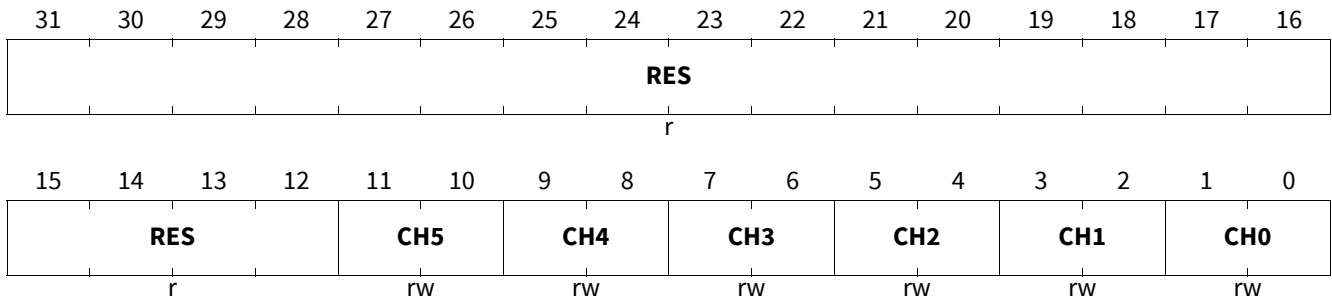 31 30 29 28 27 26 25 24 23 22 21 20 19 18 17 16
RES
r
15 14 13 12 11 10 9 8 7 6 5 4 3 2 1 0
RES CH5 CH4 CH3 CH2 CH1 CH0
r rw rw rw rw rw rw